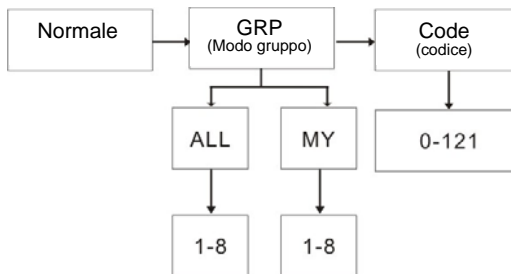 Normale
GRP
(Modo gruppo)
Code
(codice)
ALL
MY
0-121
1-8
1-8